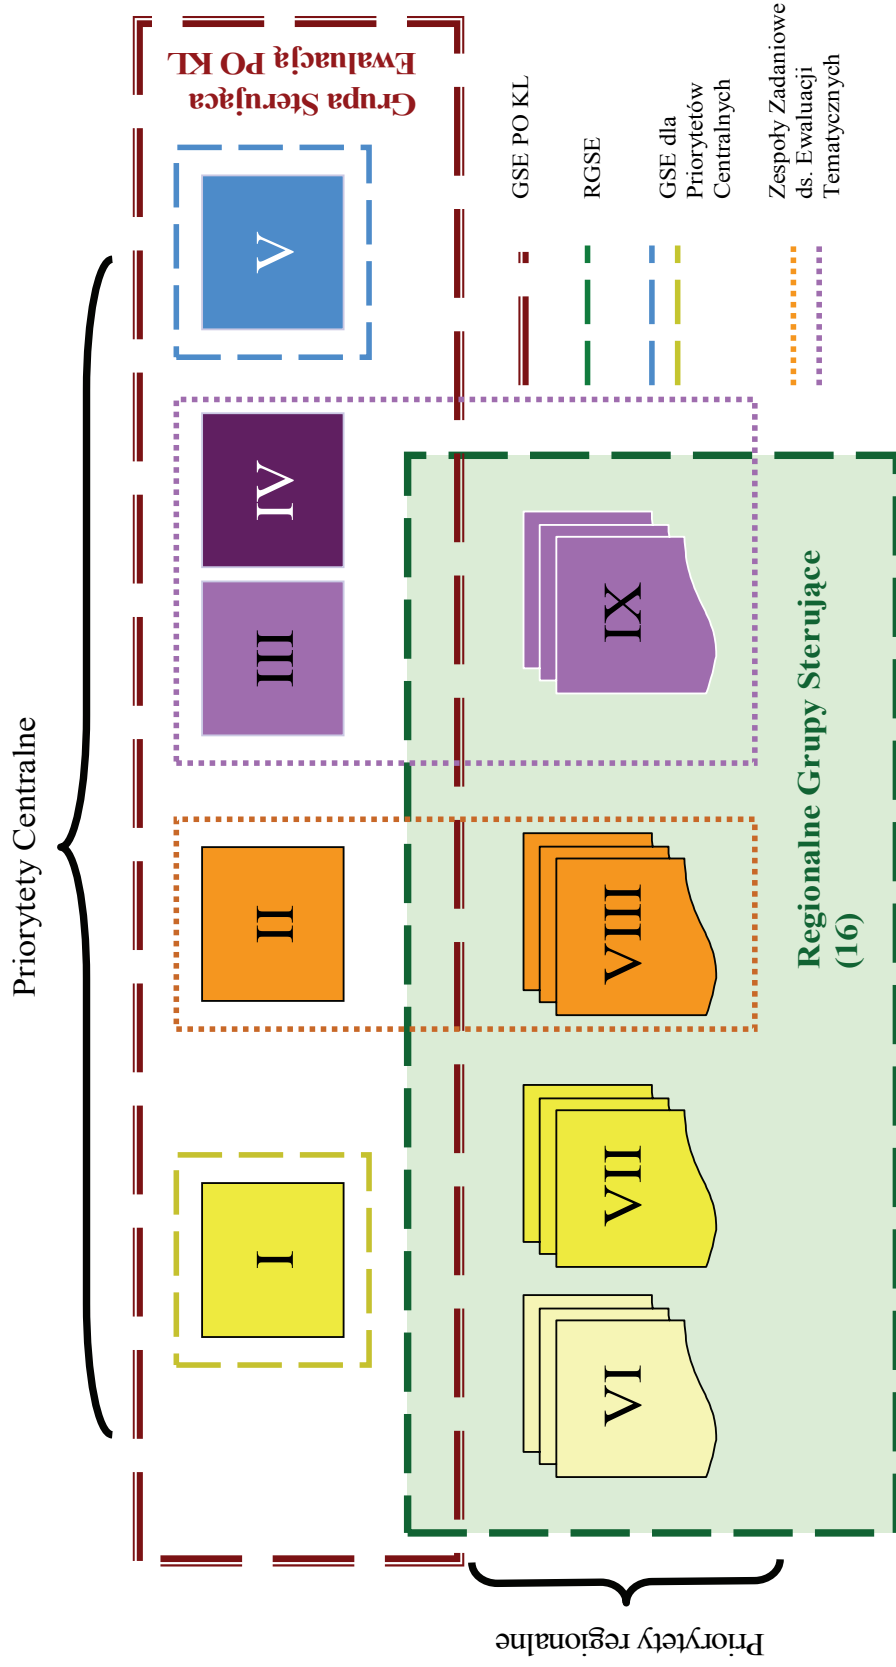 Priorytety Centralne
Grupa Sterująca
Ewaluacją PO KL
I
II
III
IV
V
VI
VII
VIII
IX
Priorytety regionalne
Regionalne Grupy Sterujące
(16)
GSE PO KL
RGSE
GSE dla
Priorytetów
Centralnych
Zespoły Zadaniowe
ds. Ewaluacji
Tematycznych